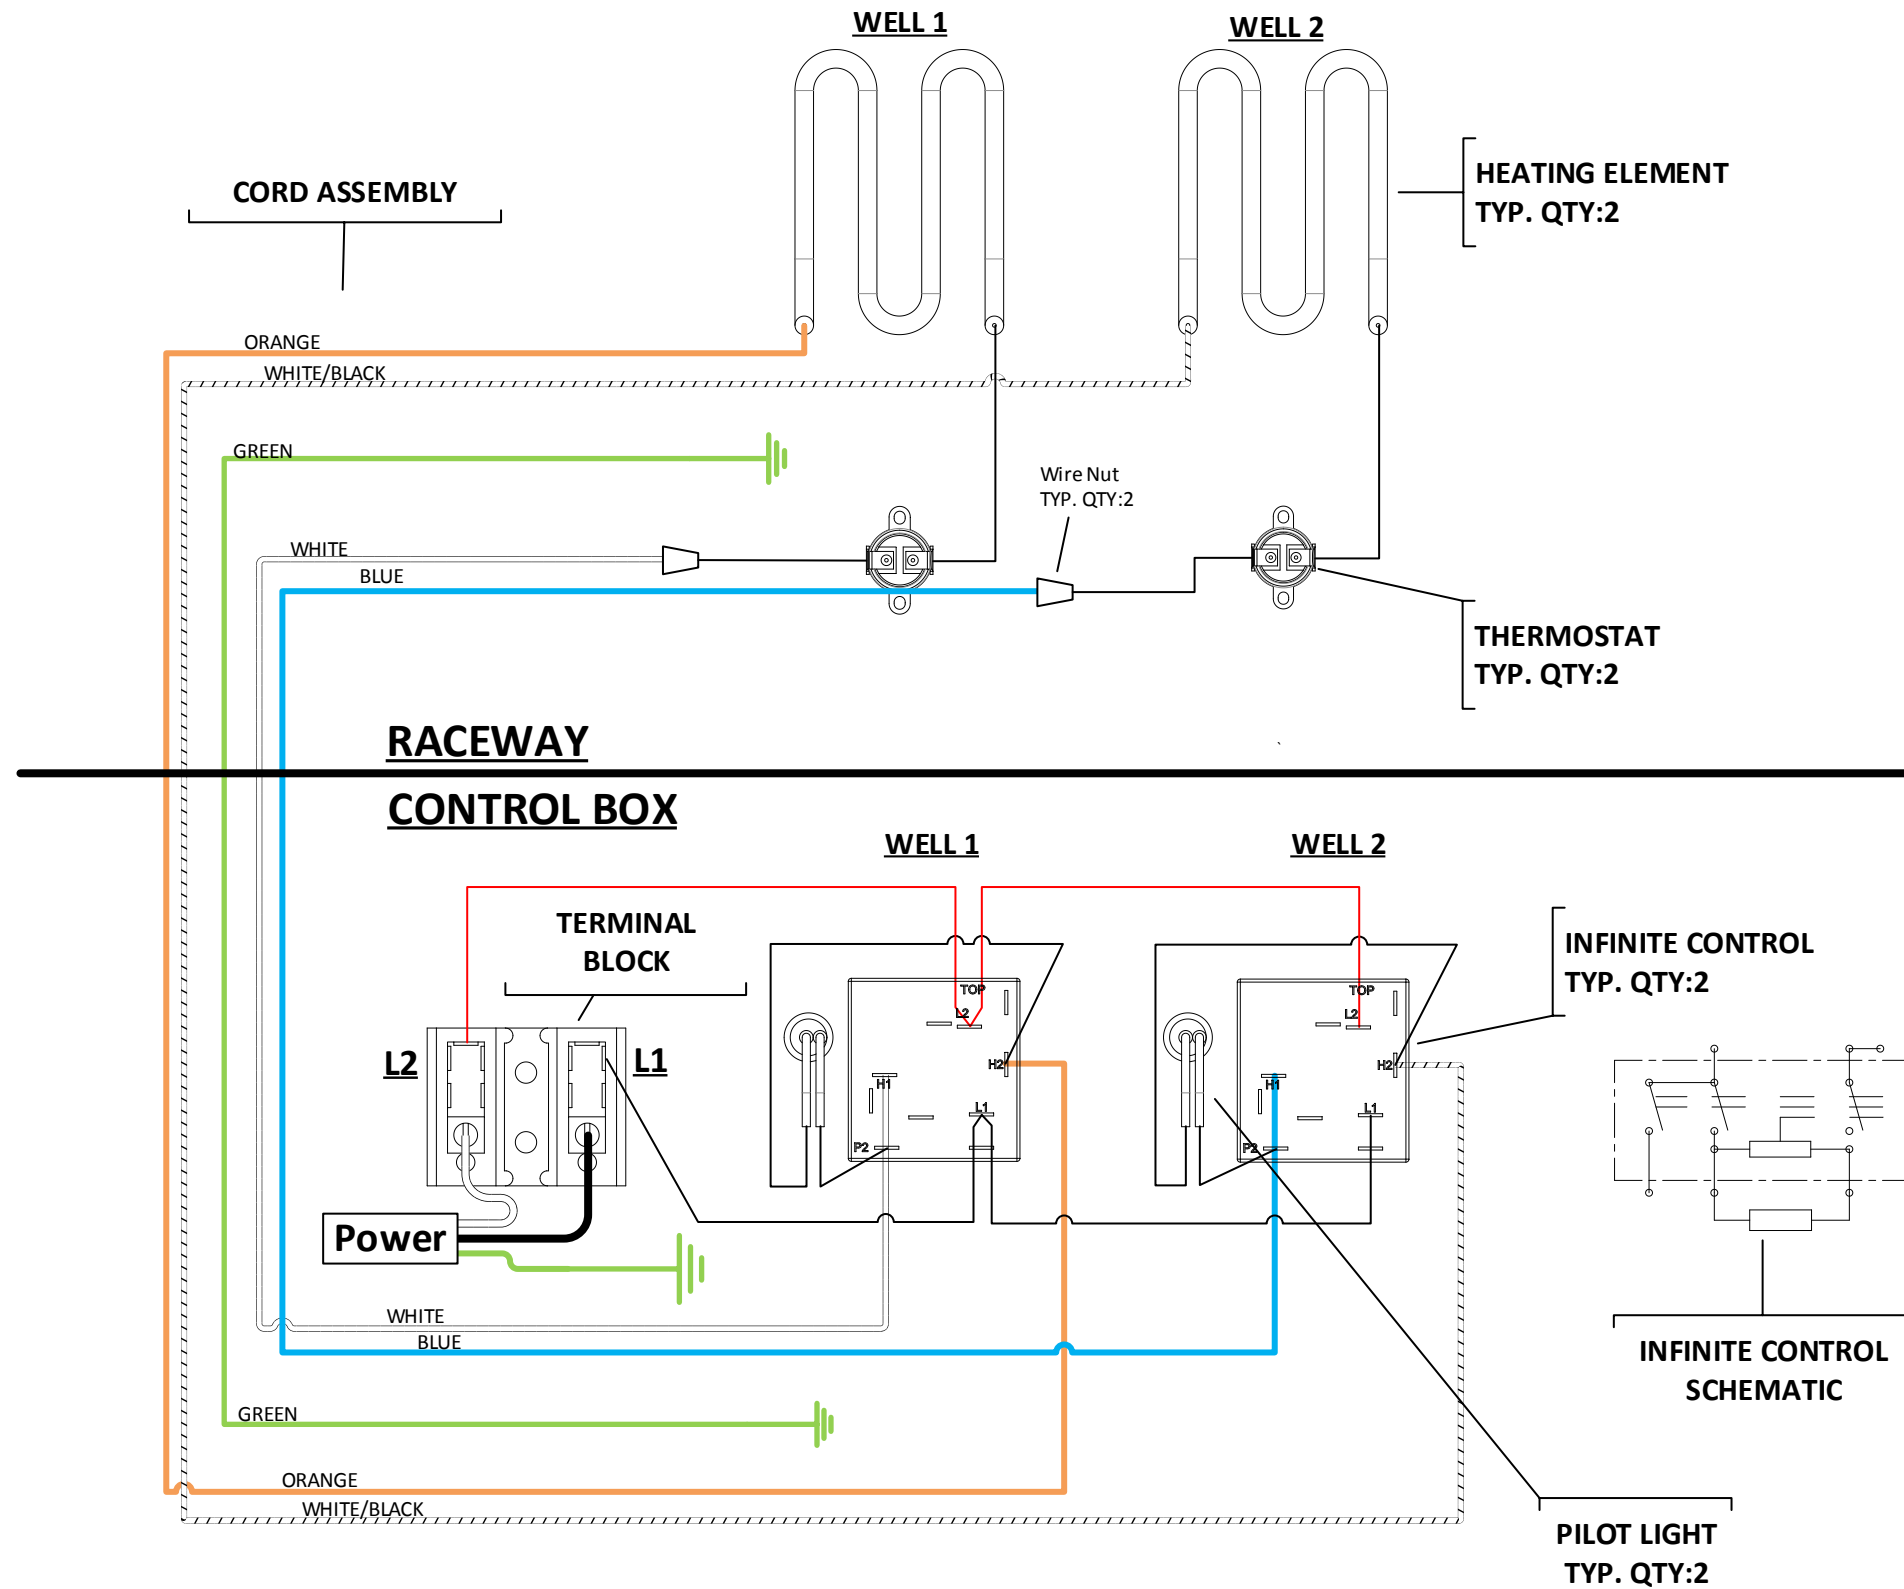 WELL 1
WELL 2
CORD ASSEMBLY
HEATING ELEMENT
TYP. QTY:2
ORANGE
WHITE/BLACK
GREEN
Wire Nut
TYP. QTY:2
WHITE
BLUE
THERMOSTAT
TYP. QTY:2
RACEWAY
CONTROL BOX
WELL 1
WELL 2
TERMINAL
BLOCK
INFINITE CONTROL
TYP. QTY:2
TOP
L2
H2
H1
L1
P2
TOP
L2
H2
H1
L1
P2
L2
L1
Power
WHITE
BLUE
INFINITE CONTROL
SCHEMATIC
GREEN
ORANGE
WHITE/BLACK
PILOT LIGHT
TYP. QTY:2